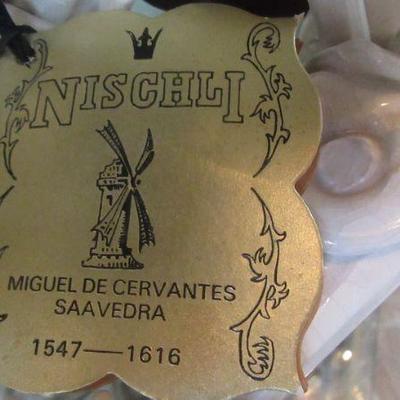 NISCHLI
MIGUEL DE CERVANTES
SAAVEDRA
1547—1616